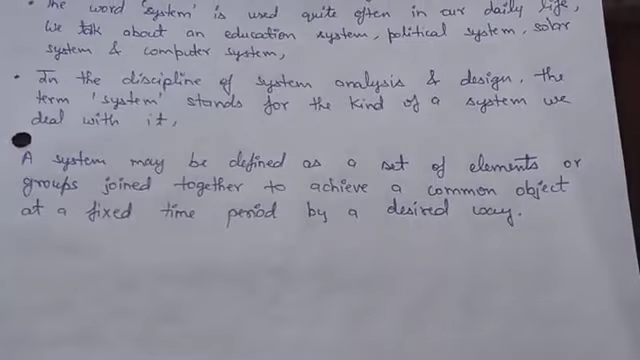 • The word 'system' is used quite often in our daily life,
We talk about an education system, political system, solar
system & computer system,
• In the discipline of system analysis & design, the
term 'system' stands for the kind of a system we
deal with it,
A system may be defined as a set of elements or
groups joined together to achieve a common object
at a fixed time period by a desired way.